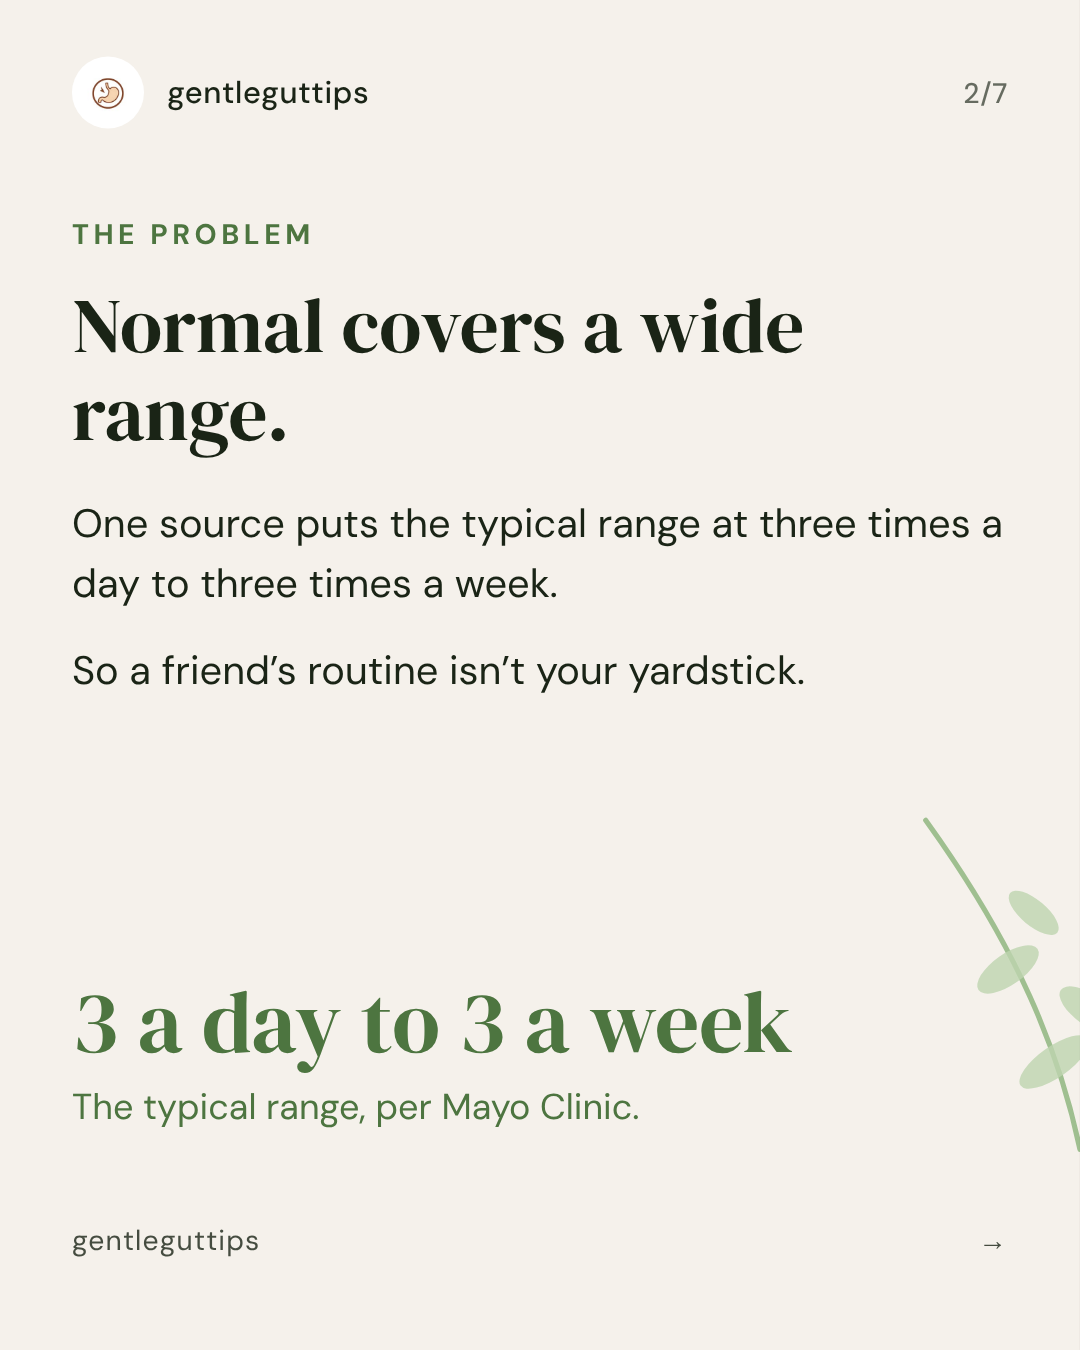 gentleguttips
2/7
THE PROBLEM
Normal covers a wide
range.
One source puts the typical range at three times a
day to three times a week.
So a friend’s routine isn’t your yardstick.
3 a day to 3 a week
The typical range, per Mayo Clinic.
gentleguttips
→